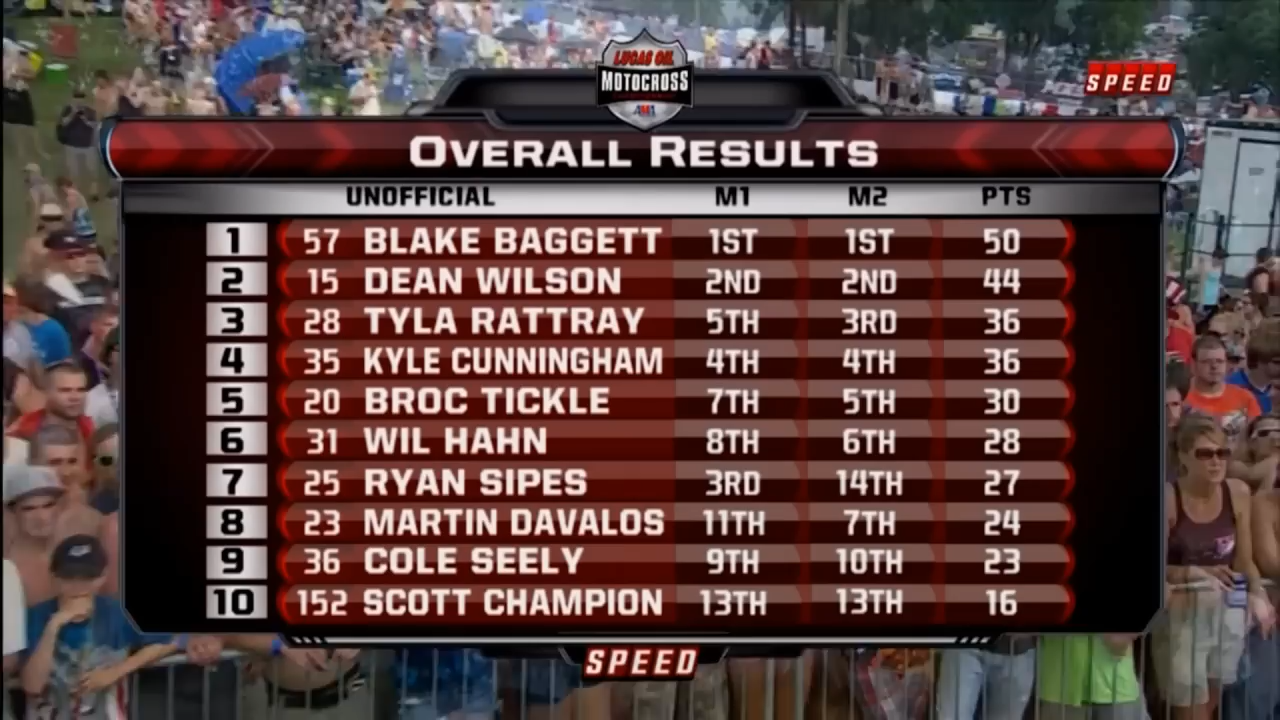 LUCAS OIL
MOTOCROSS
AMA
SPEED
OVERALL RESULTS
UNOFFICIAL M1 M2 PTS
1 57 BLAKE BAGGETT 1ST 1ST 50
2 15 DEAN WILSON 2ND 2ND 44
3 28 TYLA RATTRAY 5TH 3RD 36
4 35 KYLE CUNNINGHAM 4TH 4TH 36
5 20 BROC TICKLE 7TH 5TH 30
6 31 WIL HAHN 8TH 6TH 28
7 25 RYAN SIPES 3RD 14TH 27
8 23 MARTIN DAVALOS 11TH 7TH 24
9 36 COLE SEELY 9TH 10TH 23
10 152 SCOTT CHAMPION 13TH 13TH 16
SPEED